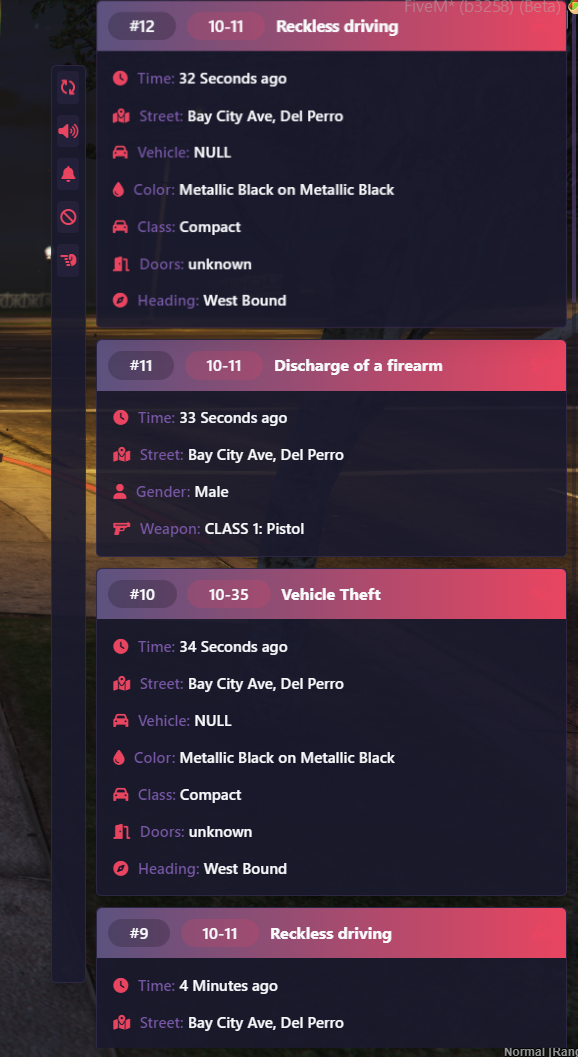 FiveM* (b3258) (Beta)
#12 10-11 Reckless driving
Time: 32 Seconds ago
Street: Bay City Ave, Del Perro
Vehicle: NULL
Color: Metallic Black on Metallic Black
Class: Compact
Doors: unknown
Heading: West Bound
#11 10-11 Discharge of a firearm
Time: 33 Seconds ago
Street: Bay City Ave, Del Perro
Gender: Male
Weapon: CLASS 1: Pistol
#10 10-35 Vehicle Theft
Time: 34 Seconds ago
Street: Bay City Ave, Del Perro
Vehicle: NULL
Color: Metallic Black on Metallic Black
Class: Compact
Doors: unknown
Heading: West Bound
#9 10-11 Reckless driving
Time: 4 Minutes ago
Street: Bay City Ave, Del Perro
Normal